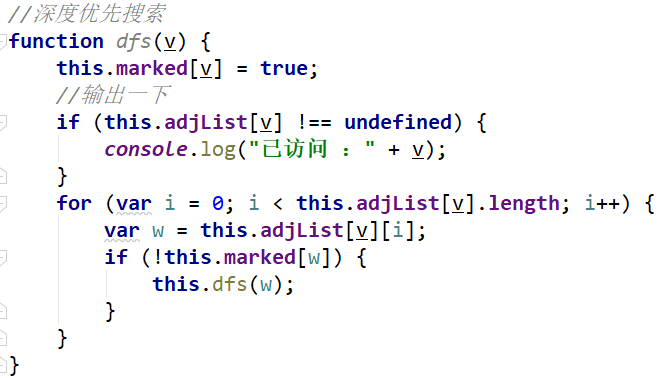 //深度优先搜索
function dfs(v) {
    this.marked[v] = true;
    //输出一下
    if (this.adjList[v] !== undefined) {
        console.log("已访问 ：" + v);
    }
    for (var i = 0; i < this.adjList[v].length; i++) {
        var w = this.adjList[v][i];
        if (!this.marked[w]) {
            this.dfs(w);
        }
    }
}